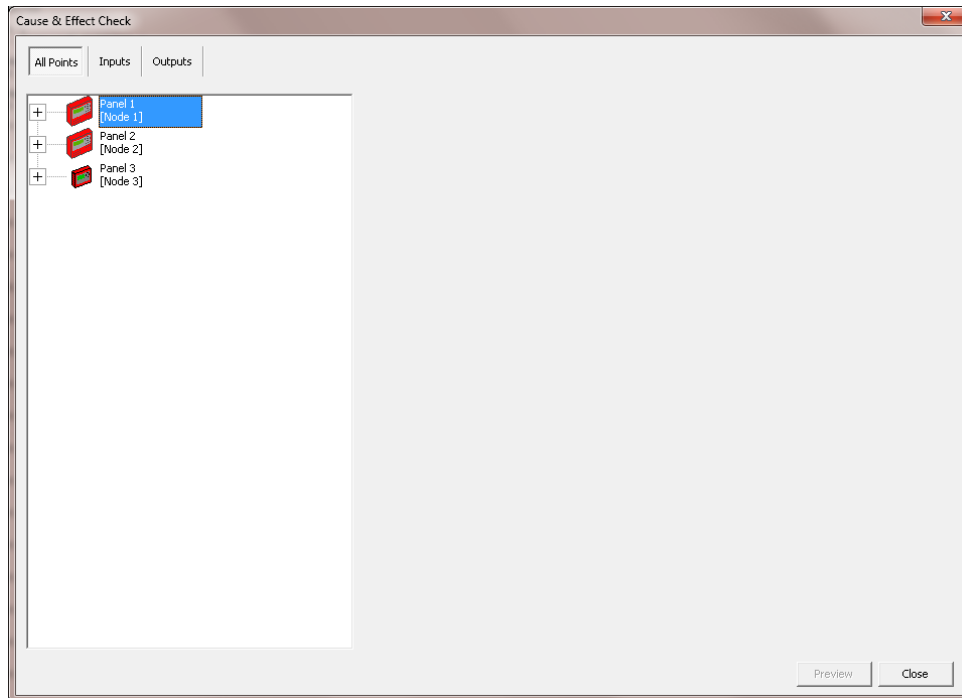 Cause & Effect Check
All Points Inputs Outputs
Panel 1
[Node 1]
Panel 2
[Node 2]
Panel 3
[Node 3]
Preview Close